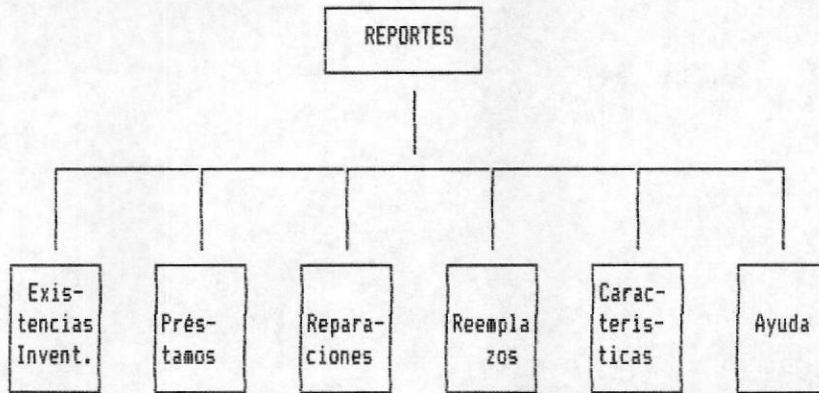 REPORTES
Exis-
tencias
Invent.
Prés-
tamos
Repara-
ciones
Reempla
zos
Carac-
teris-
ticas
Ayuda